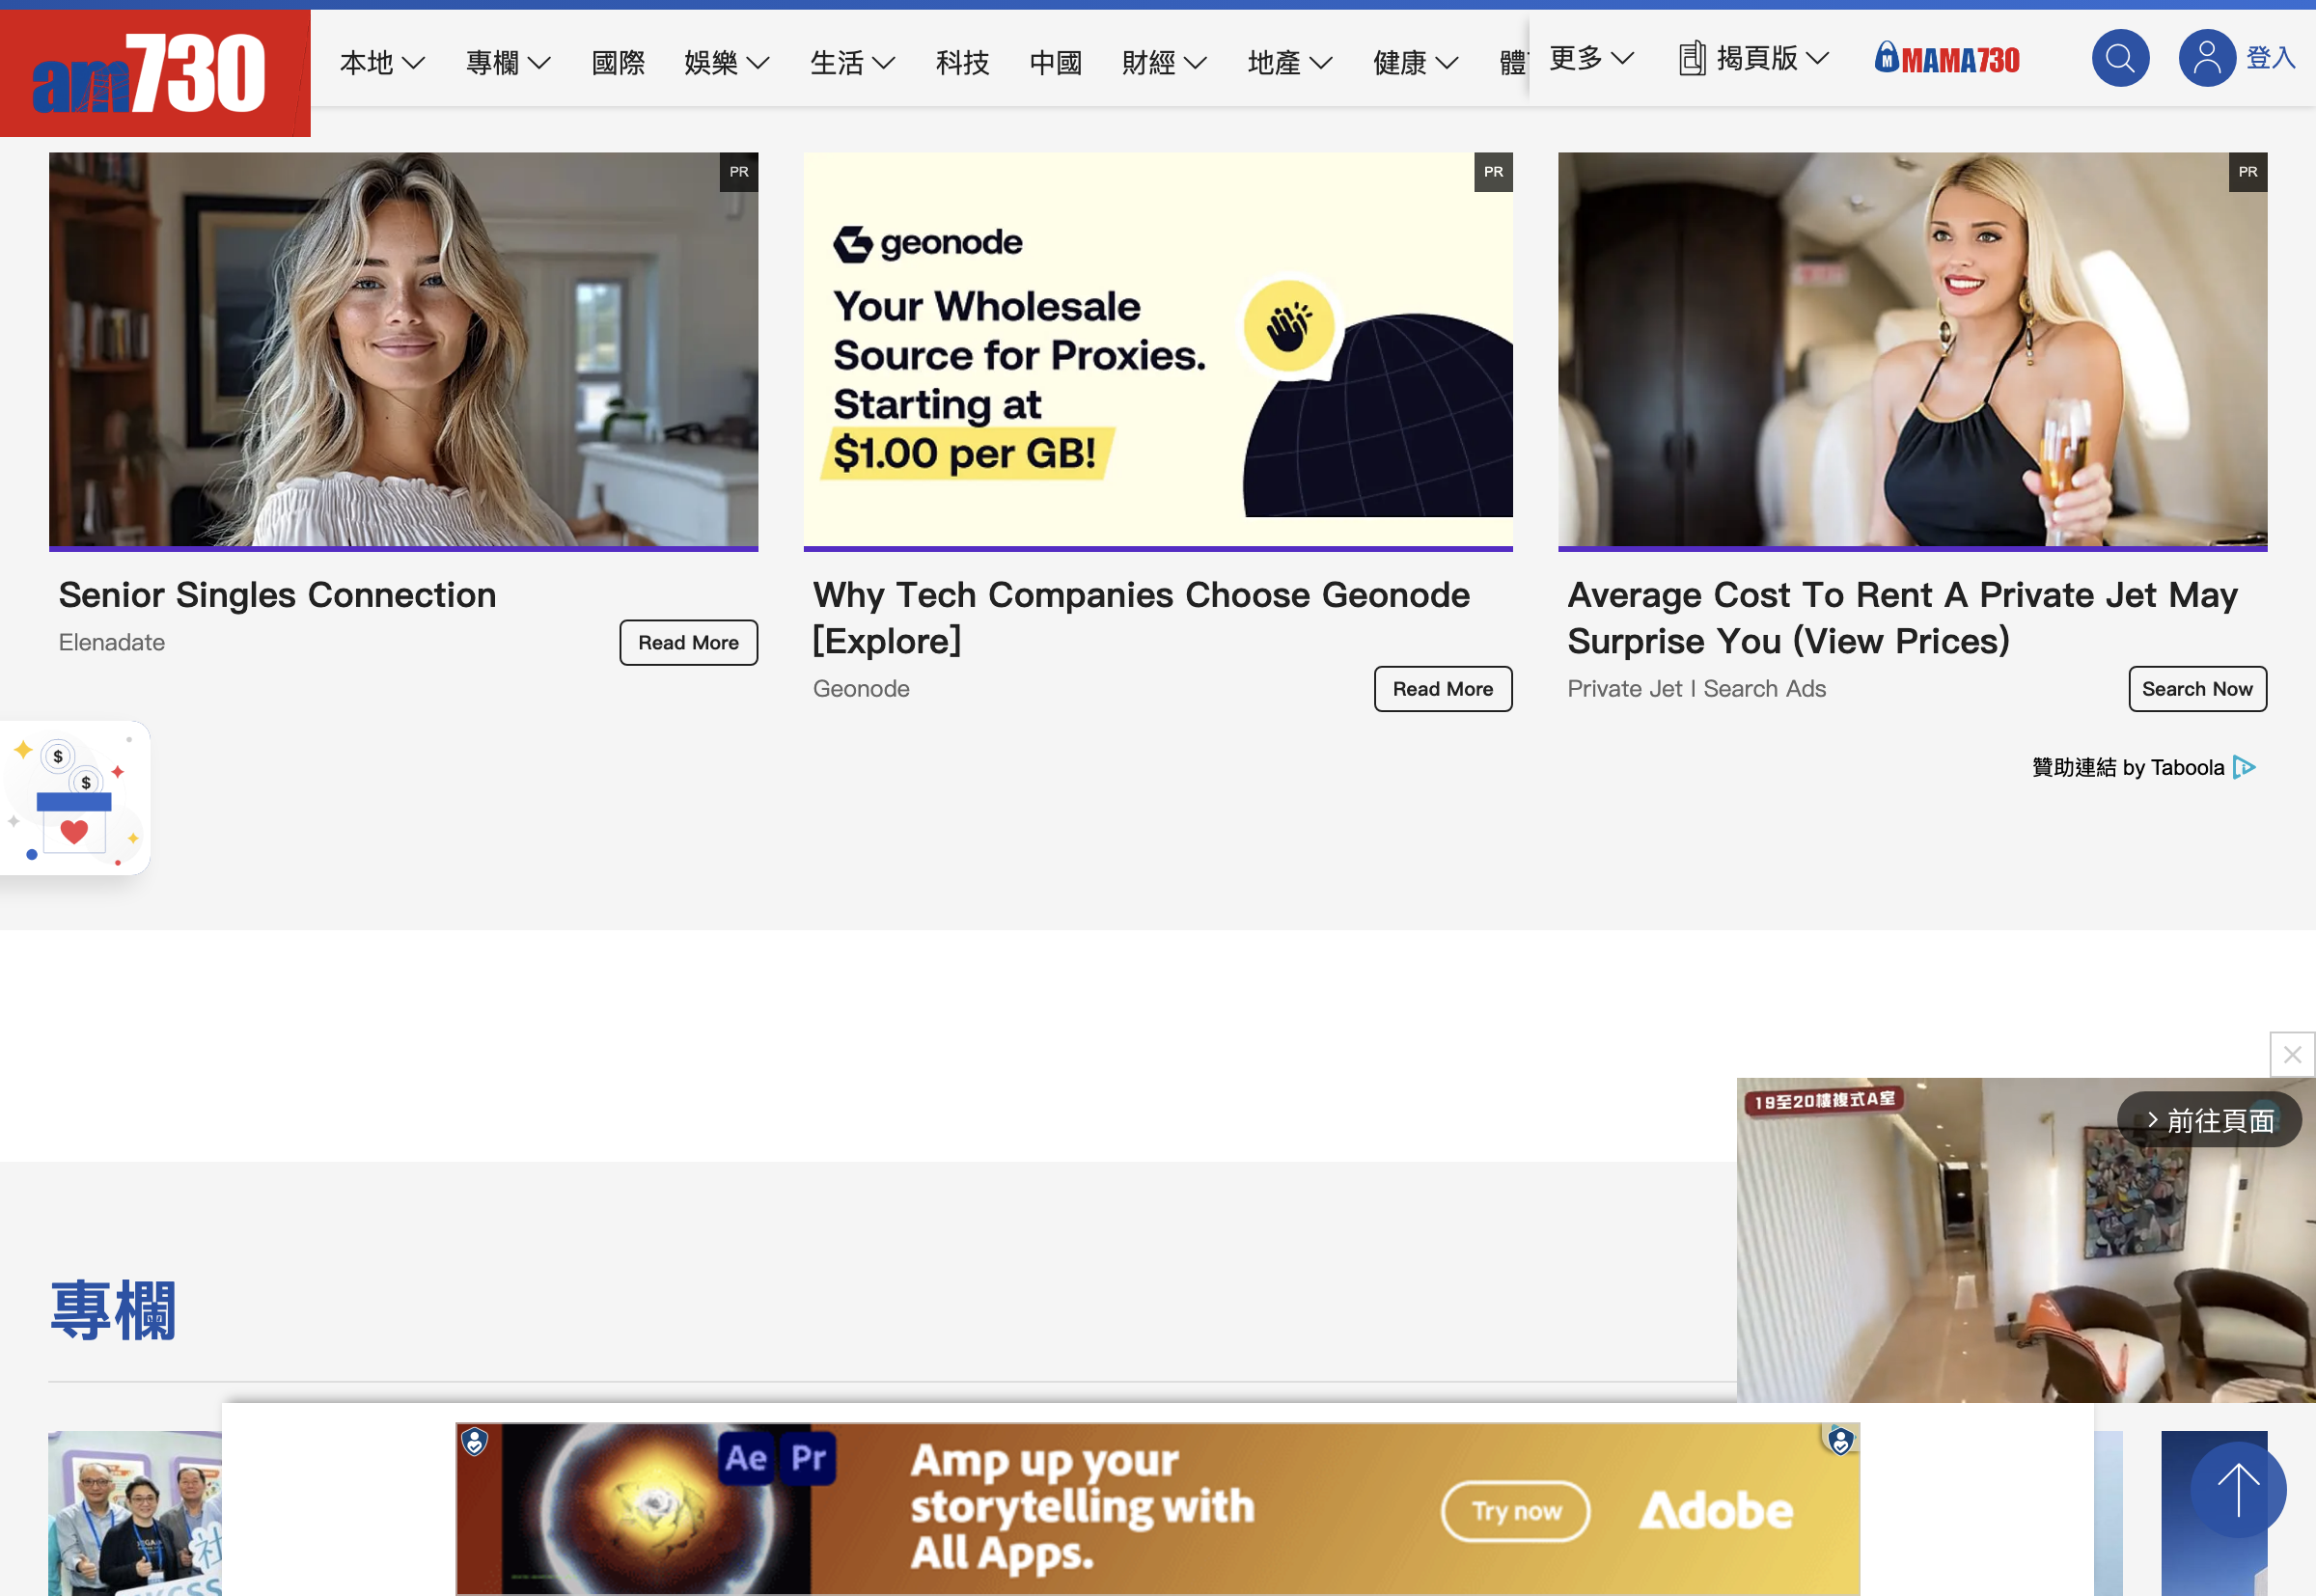 am730
本地
專欄
國際
娛樂
生活
科技
中國
財經
地產
健康
更多
揭頁版
MAMA730
登入
PR
geonode
Your Wholesale
Source for Proxies.
Starting at
$1.00 per GB!
PR
PR
Senior Singles Connection
Elenadate
Read More
Why Tech Companies Choose Geonode
[Explore]
Geonode
Read More
Average Cost To Rent A Private Jet May
Surprise You (View Prices)
Private Jet | Search Ads
Search Now
贊助連結 by Taboola
19至20樓複式A室
前往頁面
專欄
Ae Pr
Amp up your
storytelling with
All Apps.
Try now
Adobe